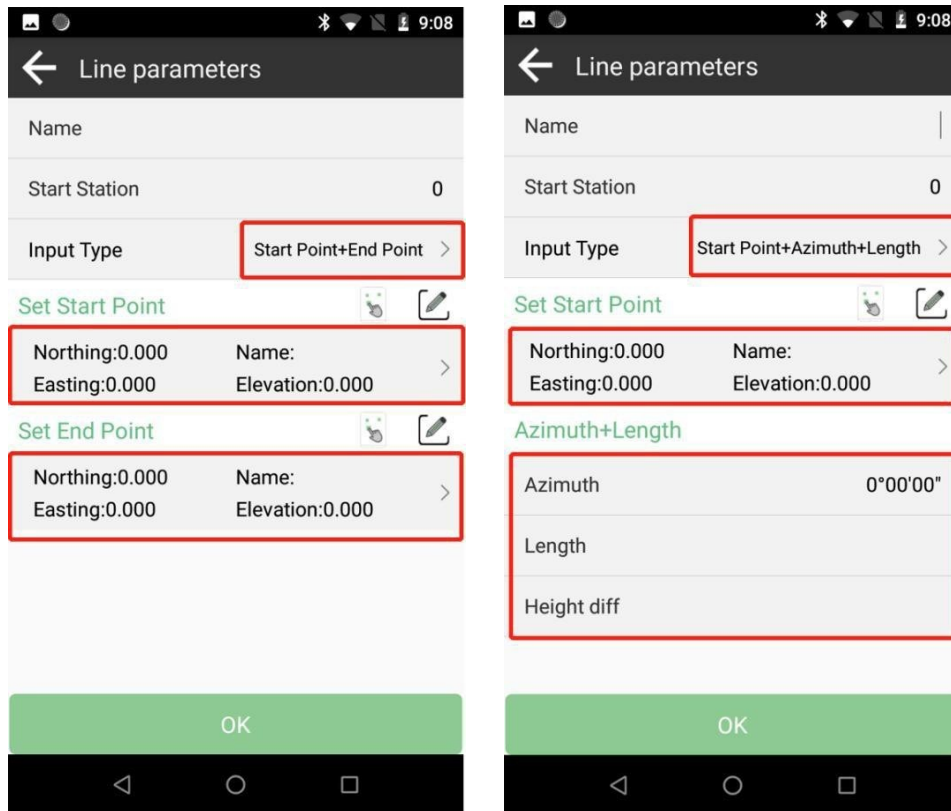 9:08
Line parameters
Name
Start Station 0
Input Type Start Point+End Point
Set Start Point
Northing:0.000 Name:
Easting:0.000 Elevation:0.000
Set End Point
Northing:0.000 Name:
Easting:0.000 Elevation:0.000
OK
9:08
Line parameters
Name
Start Station 0
Input Type Start Point+Azimuth+Length
Set Start Point
Northing:0.000 Name:
Easting:0.000 Elevation:0.000
Azimuth+Length
Azimuth 0°00'00"
Length
Height diff
OK